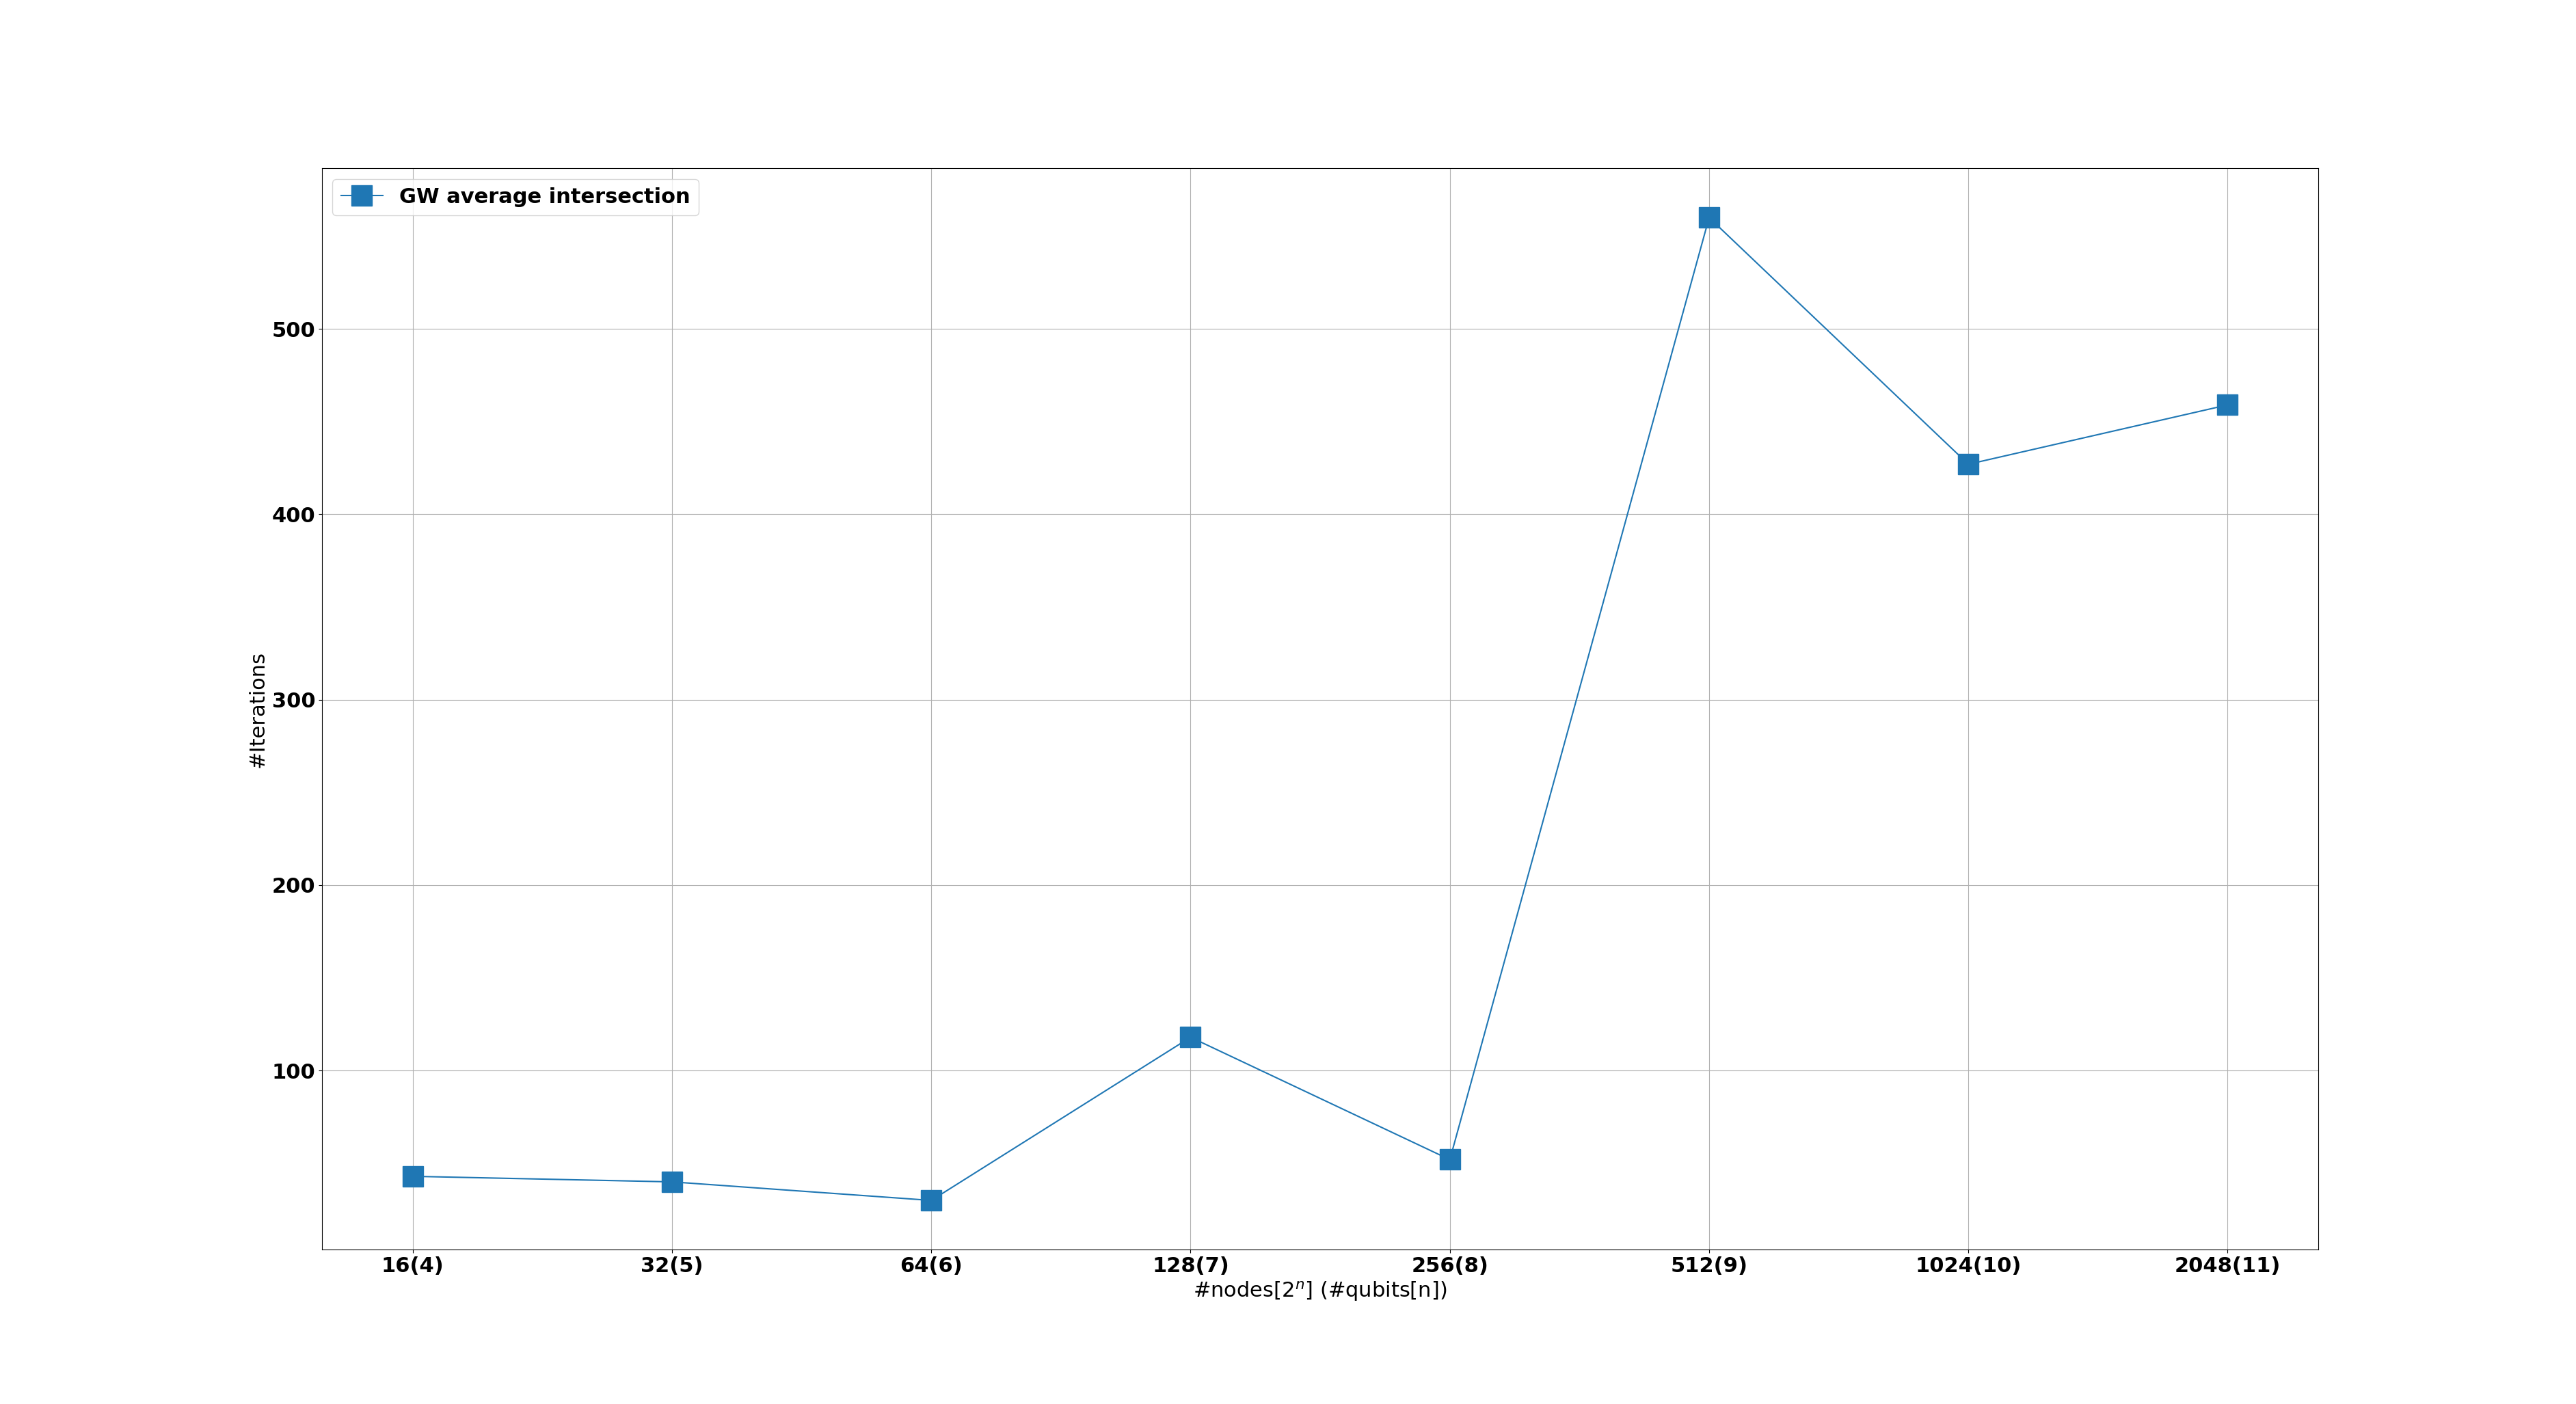 GW average intersection
500
400
300
200
100
#Iterations
16(4) 32(5) 64(6) 128(7) 256(8) 512(9) 1024(10) 2048(11)
#nodes[2ⁿ] (#qubits[n])